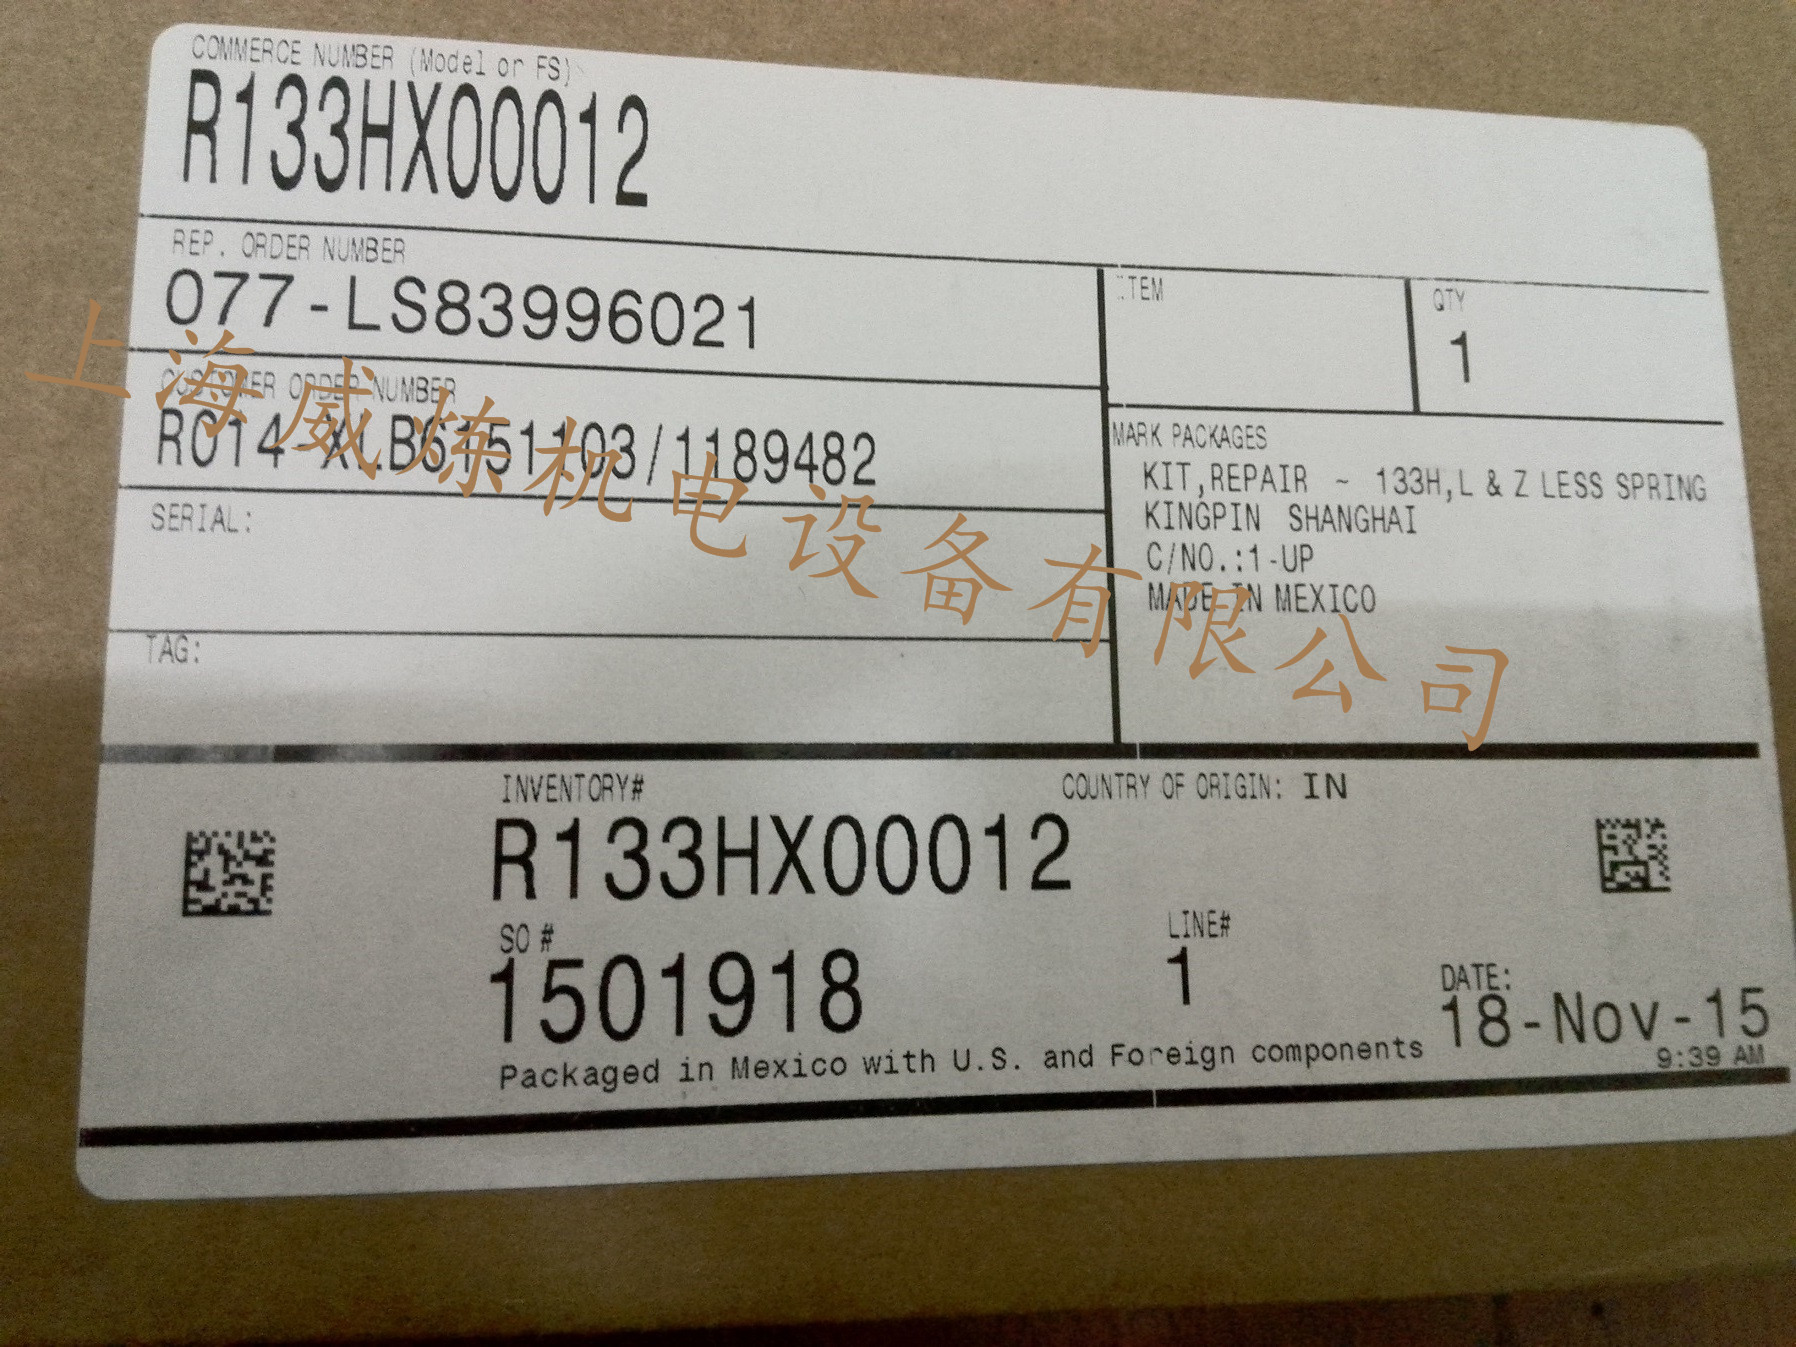 COMMERCE NUMBER (Model or FS)
R133HX00012
REP. ORDER NUMBER
077-LS83996021
ITEM
QTY
1
CUSTOMER ORDER NUMBER
R014-XLBG151103/1189482
MARK PACKAGES
KIT,REPAIR ~ 133H,L & Z LESS SPRING
KINGPIN SHANGHAI
C/NO.:1-UP
MADE IN MEXICO
SERIAL:
TAG:
上海威炼机电设备有限公司
INVENTORY#
COUNTRY OF ORIGIN: IN
R133HX00012
SO #
1501918
LINE#
1
DATE:
18-Nov-15
9:39 AM
Packaged in Mexico with U.S. and Foreign components